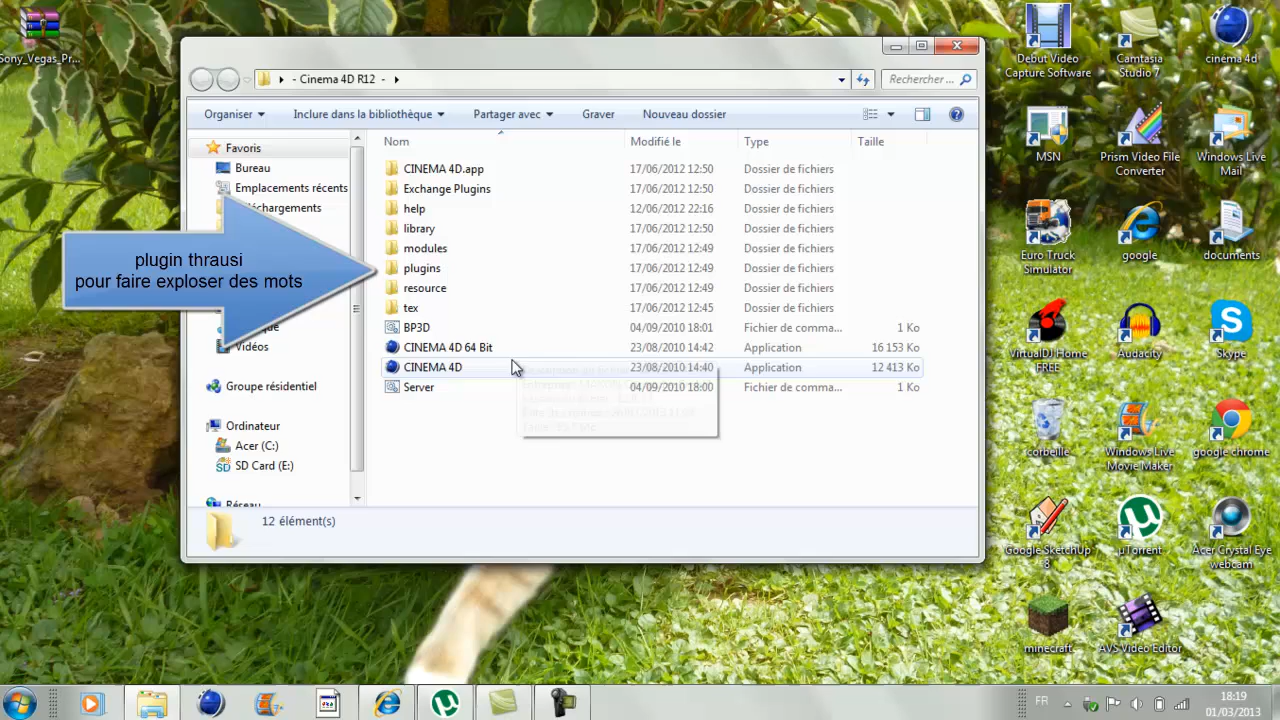 Sony_Vegas_Pr...
- Cinema 4D R12 -
Rechercher...
Organiser
Inclure dans la bibliothèque
Partager avec
Graver
Nouveau dossier
Nom
Modifié le
Type
Taille
Favoris
Bureau
Emplacements récents
Vidéos
Groupe résidentiel
Ordinateur
Acer (C:)
SD Card (E:)
Réseau
plugin thrausi
pour faire exploser des mots
CINEMA 4D.app 17/06/2012 12:50 Dossier de fichiers
Exchange Plugins 17/06/2012 12:50 Dossier de fichiers
help 12/06/2012 22:16 Dossier de fichiers
library 17/06/2012 12:50 Dossier de fichiers
modules 17/06/2012 12:49 Dossier de fichiers
plugins 17/06/2012 12:49 Dossier de fichiers
resource 17/06/2012 12:49 Dossier de fichiers
tex 17/06/2012 12:45 Dossier de fichiers
BP3D 04/09/2010 18:01 Fichier de comma... 1 Ko
CINEMA 4D 64 Bit 23/08/2010 14:42 Application 16 153 Ko
CINEMA 4D 23/08/2010 14:40 Application 12 413 Ko
Server 04/09/2010 18:00 Fichier de comma... 1 Ko
12 élément(s)
Debut Video
Capture Software
Camtasia
Studio 7
cinéma 4d
MSN
Prism Video File
Converter
Windows Live
Mail
Euro Truck
Simulator
google
documents
VirtualDJ Home
FREE
Audacity
Skype
corbeille
Windows Live
Movie Maker
google chrome
Google SketchUp
8
µTorrent
Acer Crystal Eye
webcam
minecraft
AVS Video Editor
FR
18:19
01/03/2013